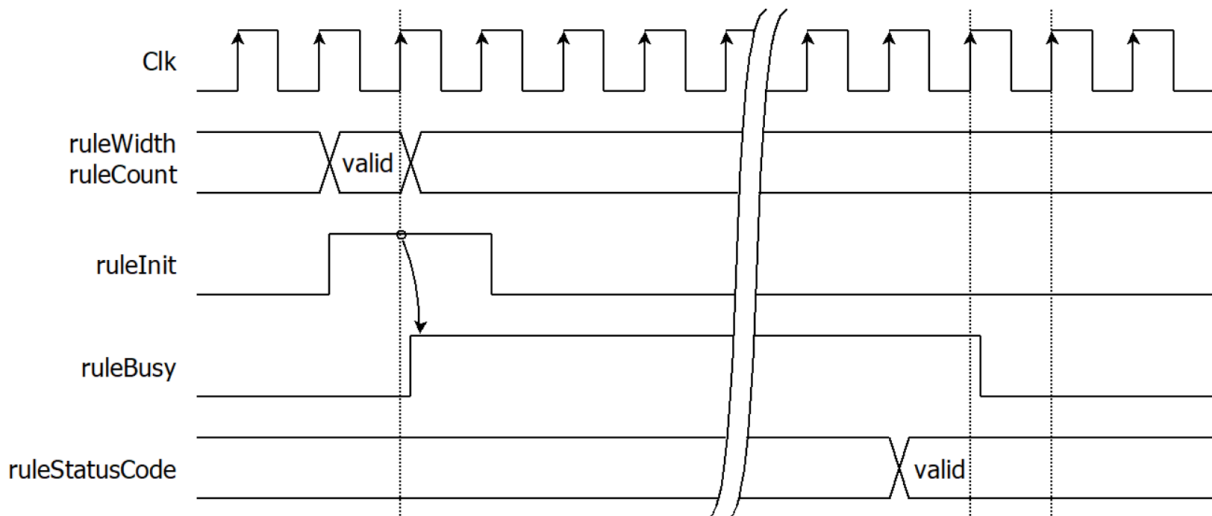 Clk
ruleWidth
ruleCount
valid
ruleInit
ruleBusy
ruleStatusCode
valid